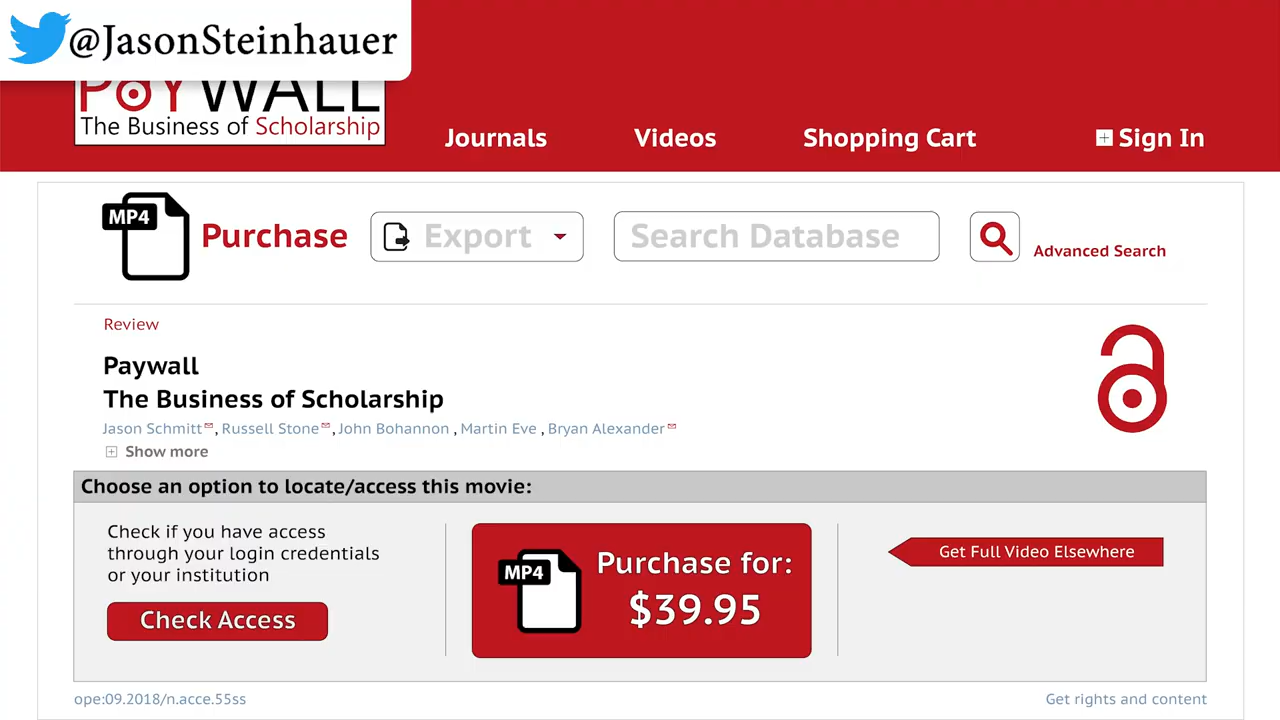 @JasonSteinhauer
PAYWALL
The Business of Scholarship
Journals
Videos
Shopping Cart
Sign In
MP4
Purchase
Export
Search Database
Advanced Search
Review
Paywall
The Business of Scholarship
Jason Schmitt, Russell Stone, John Bohannon , Martin Eve , Bryan Alexander
Show more
Choose an option to locate/access this movie:
Check if you have access
through your login credentials
or your institution
Check Access
MP4
Purchase for:
$39.95
Get Full Video Elsewhere
ope:09.2018/n.acce.55ss
Get rights and content